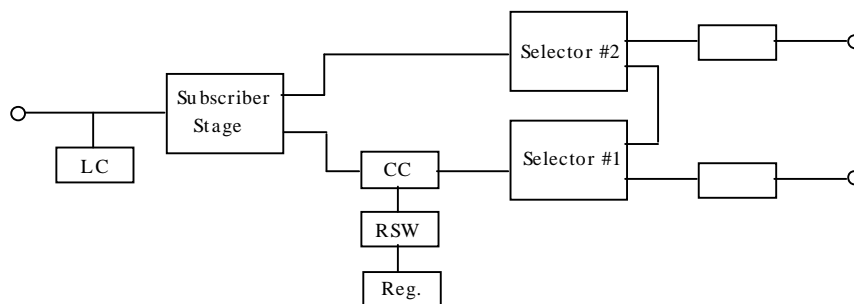 Selector #2
Subscriber
Stage
Selector #1
LC
CC
RSW
Reg.